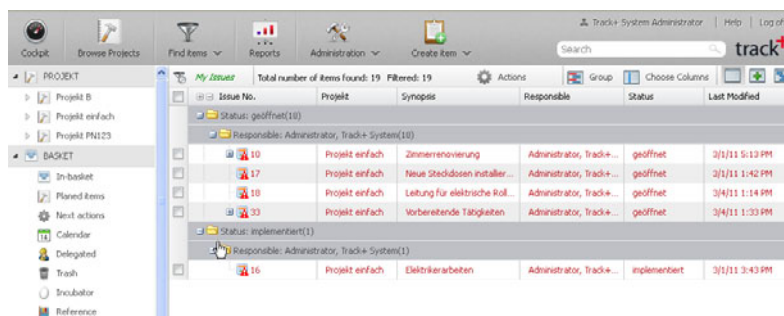 Track+ System Administrator | Help | Log of
Cockpit Browse Projects Find items Reports Administration Create item Search track+
PROJEKT My Issues Total number of items found: 19 Filtered: 19 Actions Group Choose Columns
Projekt B Issue No. Projekt Synopsis Responsible Status Last Modified
Projekt einfach Status: geöffnet(18)
Projekt PN123 Responsible: Administrator, Track+ System(18)
BASKET 10 Projekt einfach Zimmerrenovierung Administrator, Track+... geöffnet 3/1/11 5:13 PM
In-basket 17 Projekt einfach Neue Steckdosen installier... Administrator, Track+... geöffnet 3/1/11 1:42 PM
Planed items 18 Projekt einfach Leitung für elektrische Roll... Administrator, Track+... geöffnet 3/4/11 1:14 PM
Next actions 33 Projekt einfach Vorbereitende Tätigkeiten Administrator, Track+... geöffnet 3/4/11 1:33 PM
Calendar Status: implementiert(1)
Delegated Responsible: Administrator, Track+ System(1)
Trash 16 Projekt einfach Elektrikerarbeiten Administrator, Track+... implementiert 3/1/11 3:43 PM
Incubator
Reference